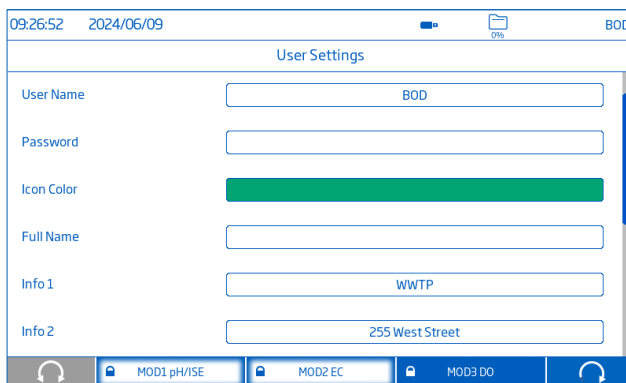 09:26:52 2024/06/09 0% BOD
User Settings
User Name BOD
Password
Icon Color
Full Name
Info 1 WWTP
Info 2 255 West Street
MOD1 pH/ISE MOD2 EC MOD3 DO